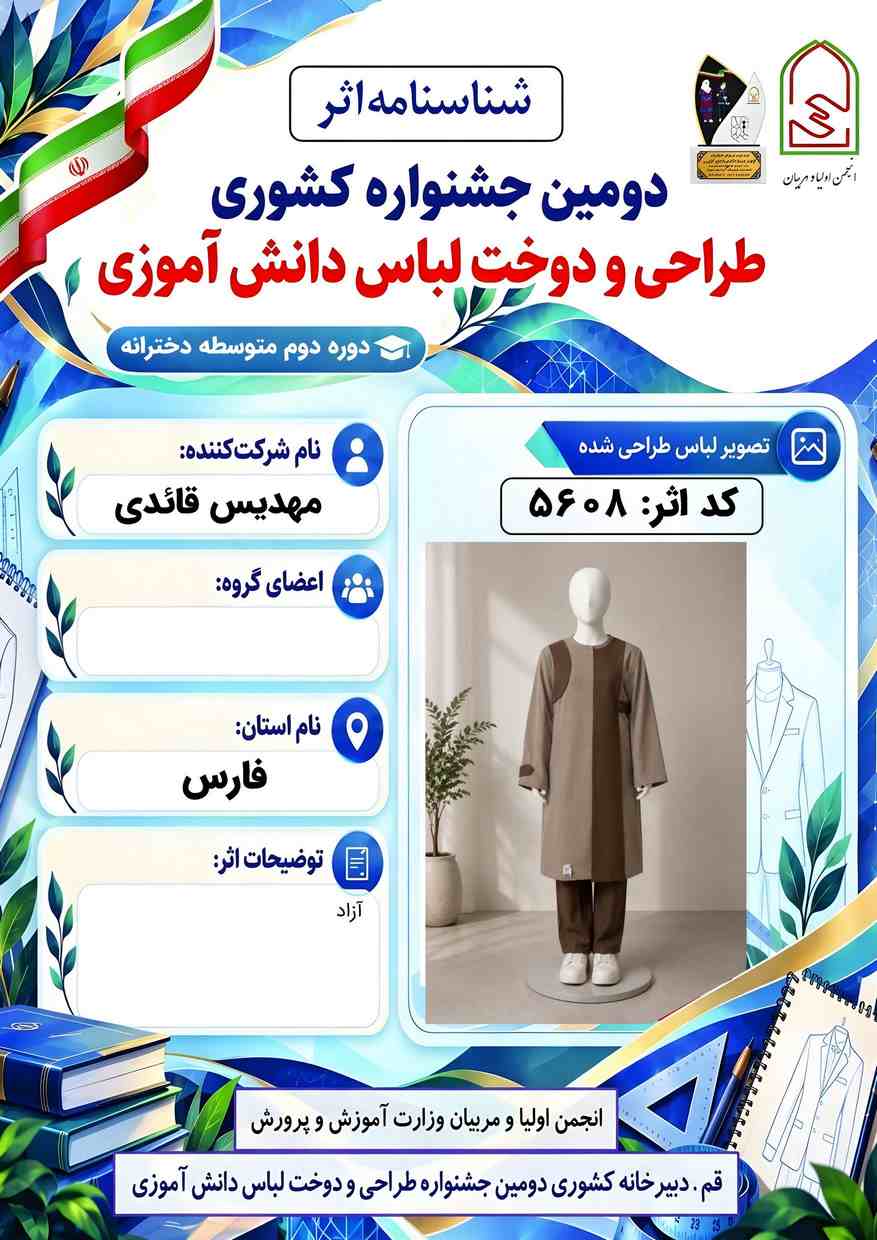 شناسنامه اثر
انجمن اولیا و مربیان
دومین جشنواره کشوری
طراحی و دوخت لباس دانش آموزی
دوره دوم متوسطه دخترانه
تصویر لباس طراحی شده
کد اثر: ۵۶۰۸
نام شرکت‌کننده:
مهدیس قائدی
اعضای گروه:
نام استان:
فارس
توضیحات اثر:
آزاد
انجمن اولیا و مربیان وزارت آموزش و پرورش
قم . دبیرخانه کشوری دومین جشنواره طراحی و دوخت لباس دانش آموزی